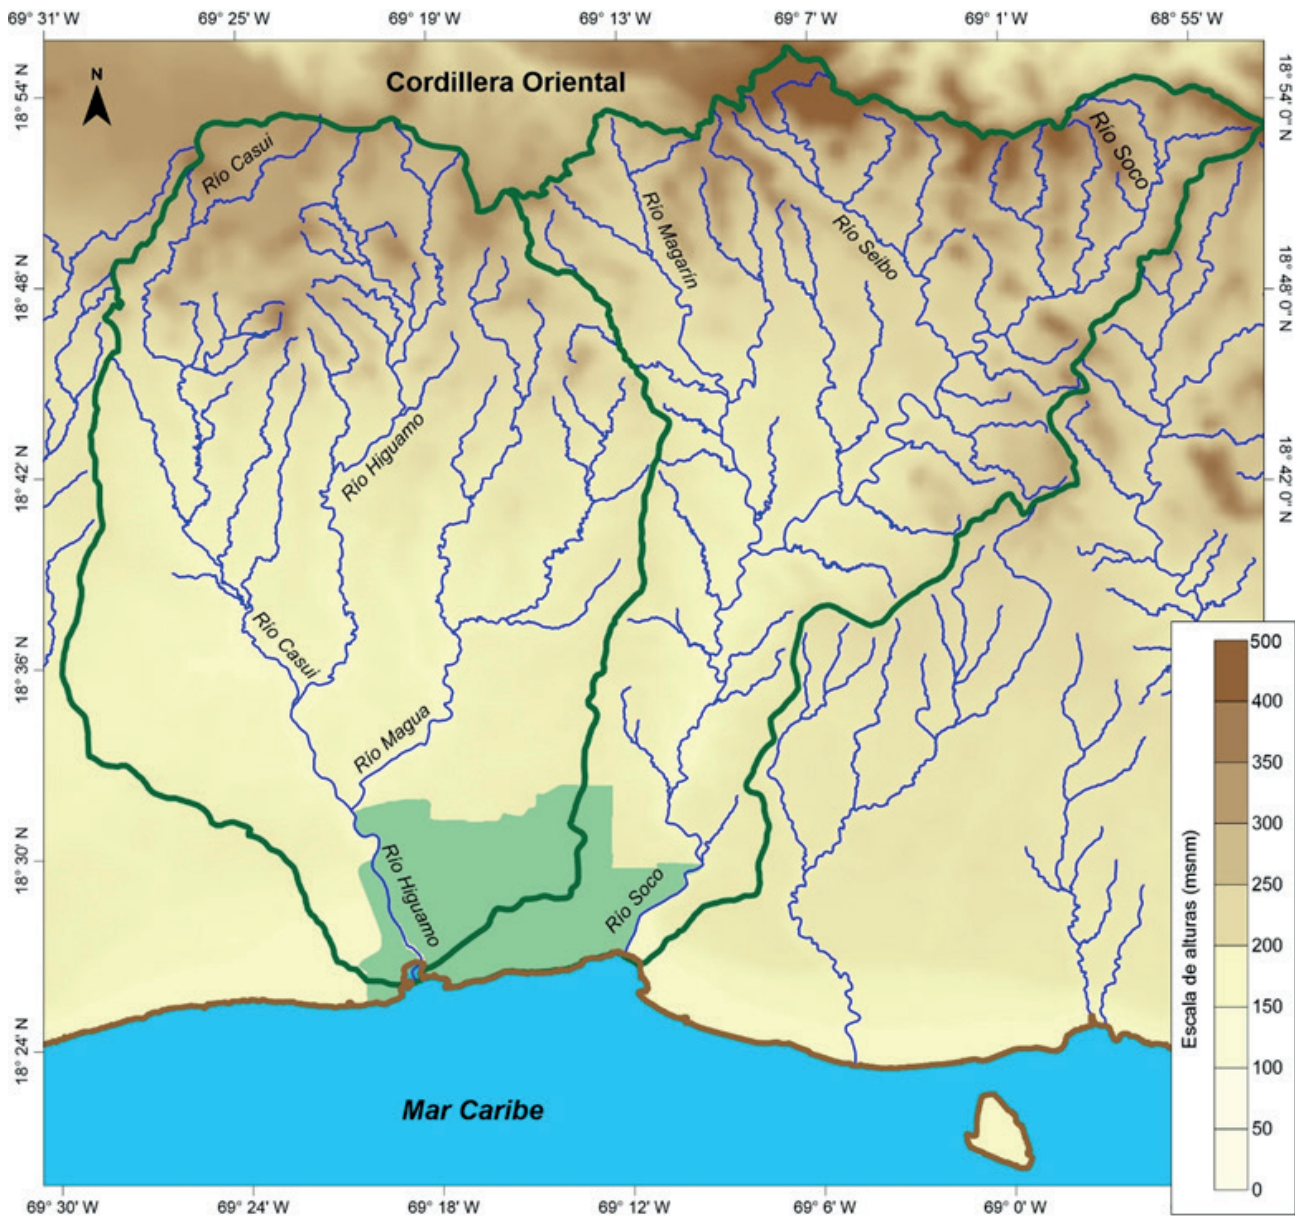 69° 31' W 69° 25' W 69° 19' W 69° 13' W 69° 7' W 69° 1' W 68° 55' W
N
Cordillera Oriental
18° 54' N
18° 54' 0" N
Río Casui
Río Soco
Río Magarín
Río Seibo
18° 48' N
18° 48' 0" N
Río Higuamo
18° 42' N
18° 42' 0" N
Río Casui
18° 36' N
Río Magua
18° 30' N
Río Higuamo
Río Soco
18° 24' N
Mar Caribe
Escala de alturas (msnm)
500
400
350
300
250
200
150
100
50
0
69° 30' W 69° 24' W 69° 18' W 69° 12' W 69° 6' W 69° 0' W